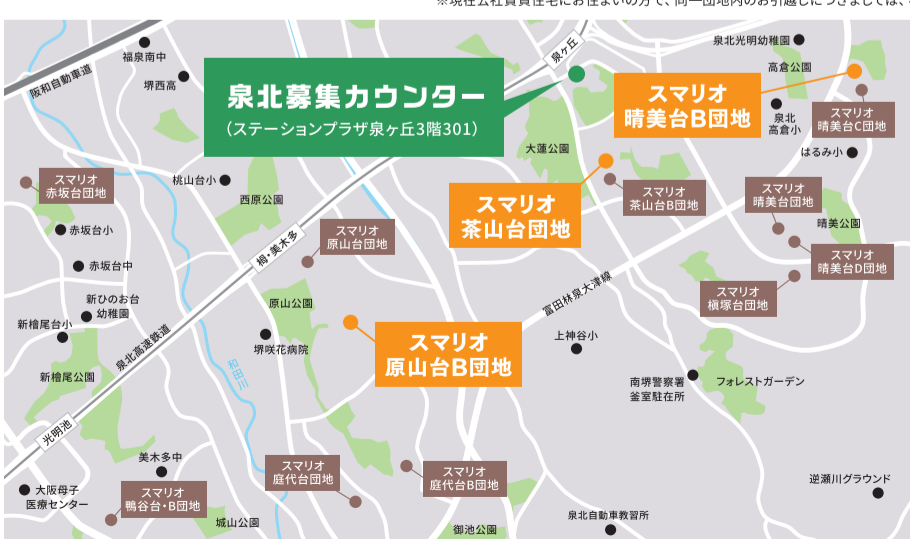 ※現在公社賃貸住宅にお住まいの方で、同一団地内のお引越しにつきましては、
福泉南中
阪和自動車道
堺西高
泉ヶ丘
泉北光明幼稚園
高倉公園
泉北募集カウンター
（ステーションプラザ泉ヶ丘3階301）
スマリオ
晴美台B団地
スマリオ
晴美台C団地
泉北
高倉小
はるみ小
大蓮公園
スマリオ
赤坂台団地
桃山台小
西原公園
スマリオ
茶山台団地
スマリオ
茶山台B団地
スマリオ
晴美台団地
晴美公園
赤坂台小
スマリオ
原山台団地
栂・美木多
スマリオ
晴美台D団地
赤坂台中
スマリオ
槇塚台団地
富田林泉大津線
新ひのお台
幼稚園
原山公園
新檜尾台小
泉北高速鉄道
堺咲花病院
スマリオ
原山台B団地
上神谷小
和田川
新檜尾公園
南堺警察署
釜室駐在所
フォレストガーデン
光明池
美木多中
スマリオ
庭代台団地
スマリオ
庭代台B団地
逆瀬川グラウンド
大阪母子
医療センター
スマリオ
鴨谷台・B団地
城山公園
御池公園
泉北自動車教習所